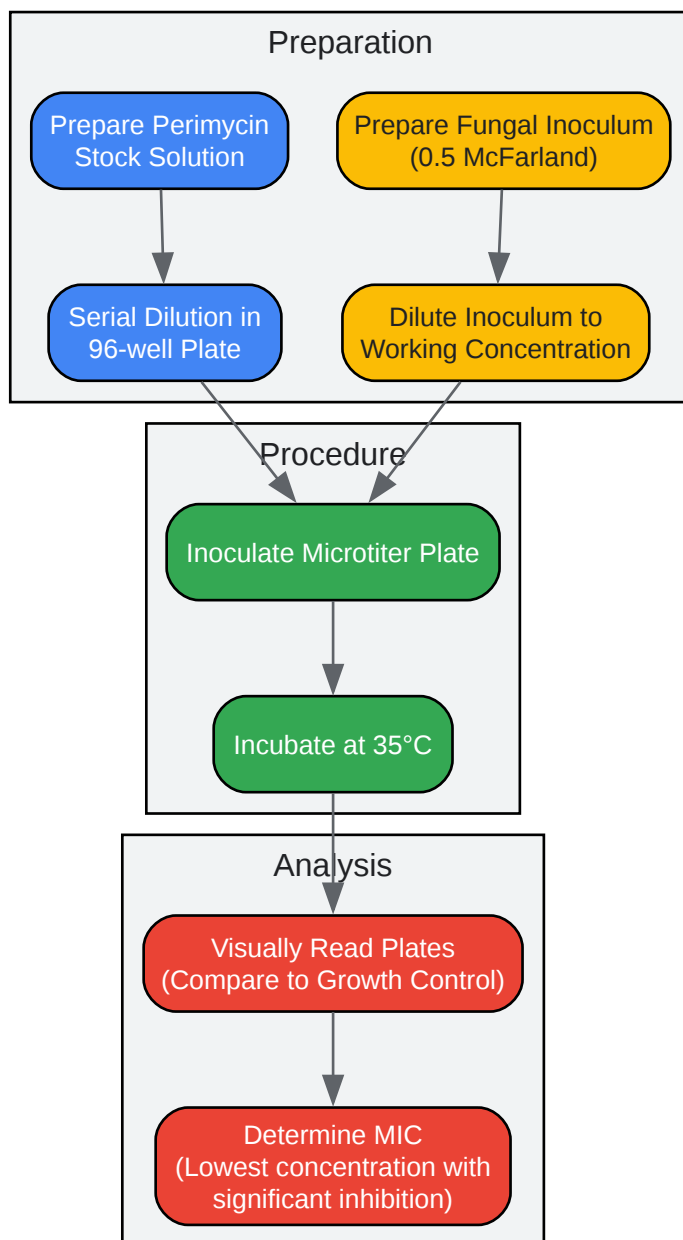 Preparation
Prepare Perimycin
Stock Solution
Prepare Fungal Inoculum
(0.5 McFarland)
Serial Dilution in
96-well Plate
Dilute Inoculum to
Working Concentration
Procedure
Inoculate Microtiter Plate
Incubate at 35°C
Analysis
Visually Read Plates
(Compare to Growth Control)
Determine MIC
(Lowest concentration with
significant inhibition)